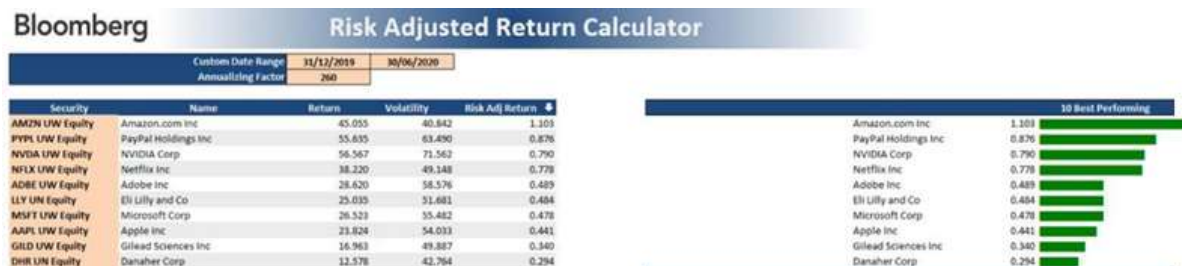 Bloomberg Risk Adjusted Return Calculator
Custom Date Range 31/12/2019 30/06/2020
Annualizing Factor 260
Security Name Return Volatility Risk Adj Return 10 Best Performing
AMZN UW Equity Amazon.com Inc 45.055 40.842 1.103 Amazon.com Inc 1.103
PYPL UW Equity PayPal Holdings Inc 55.635 63.490 0.876 PayPal Holdings Inc 0.876
NVDA UW Equity NVIDIA Corp 56.567 71.562 0.790 NVIDIA Corp 0.790
NFLX UW Equity Netflix Inc 38.220 49.148 0.778 Netflix Inc 0.778
ADBE UW Equity Adobe Inc 28.620 58.576 0.489 Adobe Inc 0.489
LLY UN Equity Eli Lilly and Co 25.035 51.681 0.484 Eli Lilly and Co 0.484
MSFT UW Equity Microsoft Corp 26.523 55.482 0.478 Microsoft Corp 0.478
AAPL UW Equity Apple Inc 23.824 54.033 0.441 Apple Inc 0.441
GILD UW Equity Gilead Sciences Inc 16.963 49.887 0.340 Gilead Sciences Inc 0.340
DHR UN Equity Danaher Corp 12.578 42.764 0.294 Danaher Corp 0.294